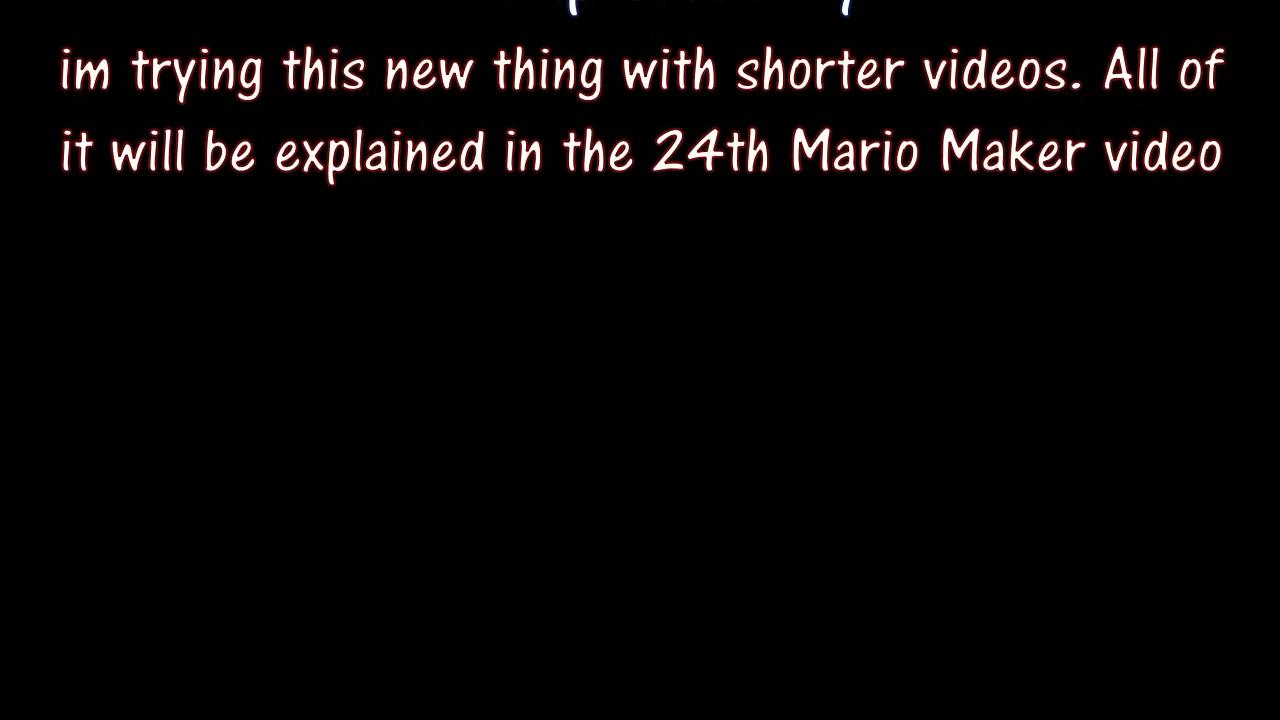 im trying this new thing with shorter videos. All of
it will be explained in the 24th Mario Maker video